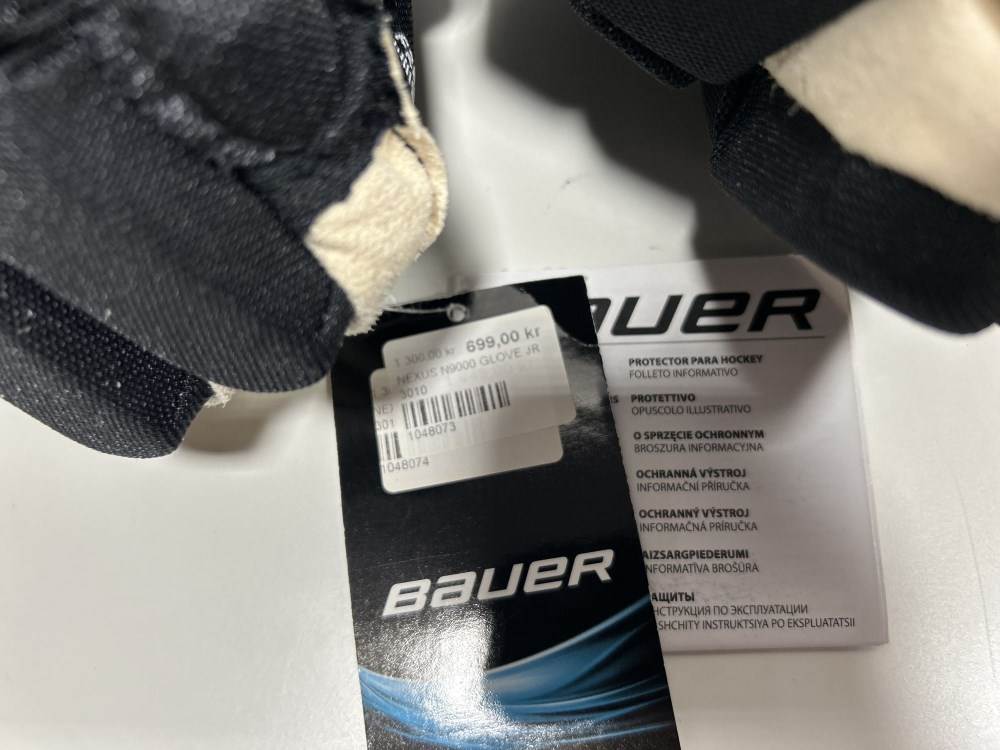 1 300,00 kr 699,00 kr
NEXUS N9000 GLOVE JR
3010
1048073
1048074
BAUER
BAUER
PROTECTOR PARA HOCKEY
FOLLETO INFORMATIVO
PROTETTIVO
OPUSCOLO ILLUSTRATIVO
O SPRZĘCIE OCHRONNYM
BROSZURA INFORMACYJNA
OCHRANNÁ VÝSTROJ
INFORMAČNÍ PŘÍRUČKA
OCHRANNÝ VÝSTROJ
INFORMAČNÁ PRÍRUČKA
AIZSARGPIEDERUMI
NFORMATĪVA BROŠŪRA
АЩИТЫ
НСТРУКЦИЯ ПО ЭКСПЛУАТАЦИИ
SHCHITY INSTRUKTSIYA PO EKSPLUATATSII